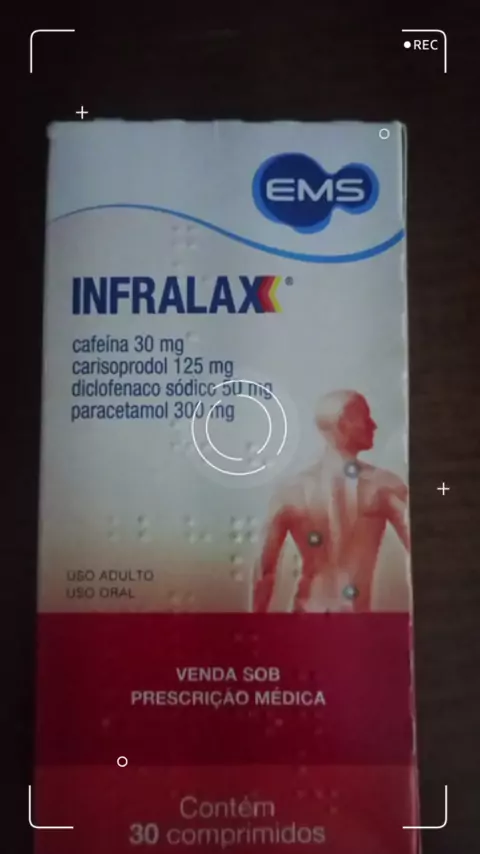 REC
EMS
INFRALAX®
cafeína 30 mg
carisoprodol 125 mg
diclofenaco sódico 50 mg
paracetamol 300 mg
USO ADULTO
USO ORAL
VENDA SOB
PRESCRIÇÃO MÉDICA
Contém
30 comprimidos